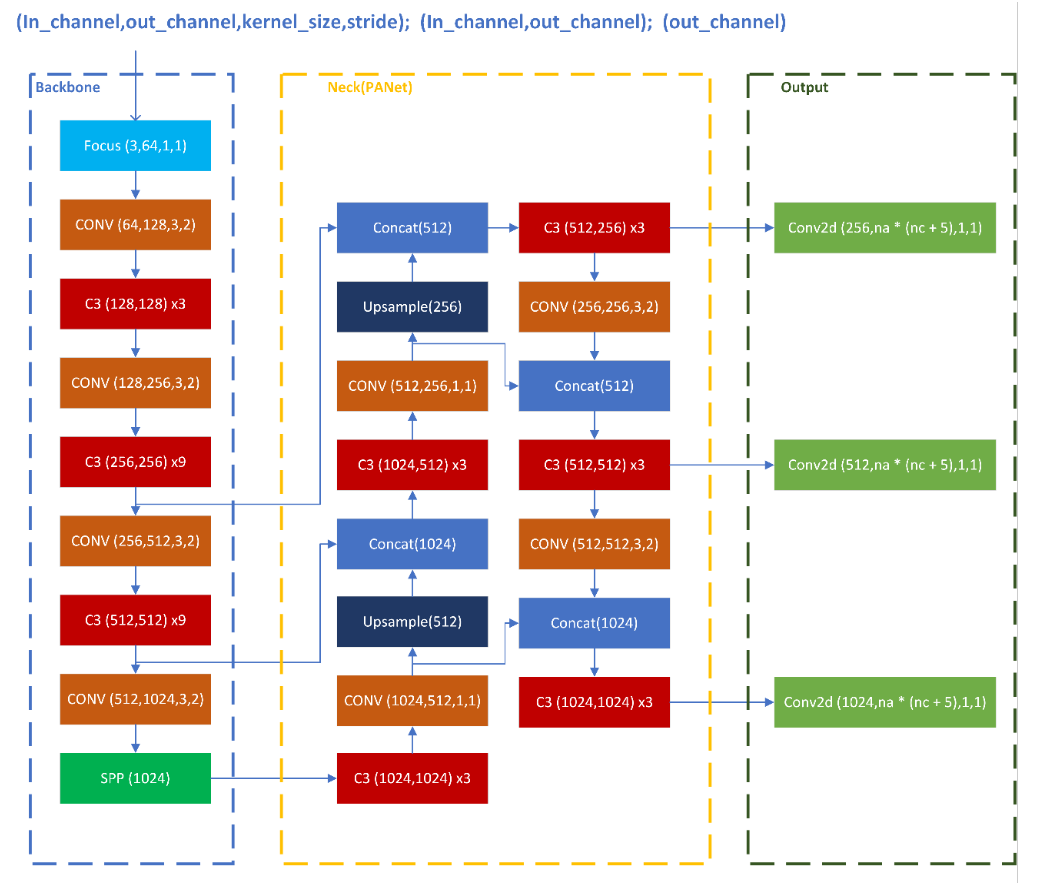 (In_channel,out_channel,kernel_size,stride); (In_channel,out_channel); (out_channel)
Backbone
Focus (3,64,1,1)
CONV (64,128,3,2)
C3 (128,128) x3
CONV (128,256,3,2)
C3 (256,256) x9
CONV (256,512,3,2)
C3 (512,512) x9
CONV (512,1024,3,2)
SPP (1024)
Neck(PANet)
Concat(512)
Upsample(256)
CONV (512,256,1,1)
C3 (1024,512) x3
Concat(1024)
Upsample(512)
CONV (1024,512,1,1)
C3 (1024,1024) x3
C3 (512,256) x3
CONV (256,256,3,2)
Concat(512)
C3 (512,512) x3
CONV (512,512,3,2)
Concat(1024)
C3 (1024,1024) x3
Output
Conv2d (256,na * (nc + 5),1,1)
Conv2d (512,na * (nc + 5),1,1)
Conv2d (1024,na * (nc + 5),1,1)